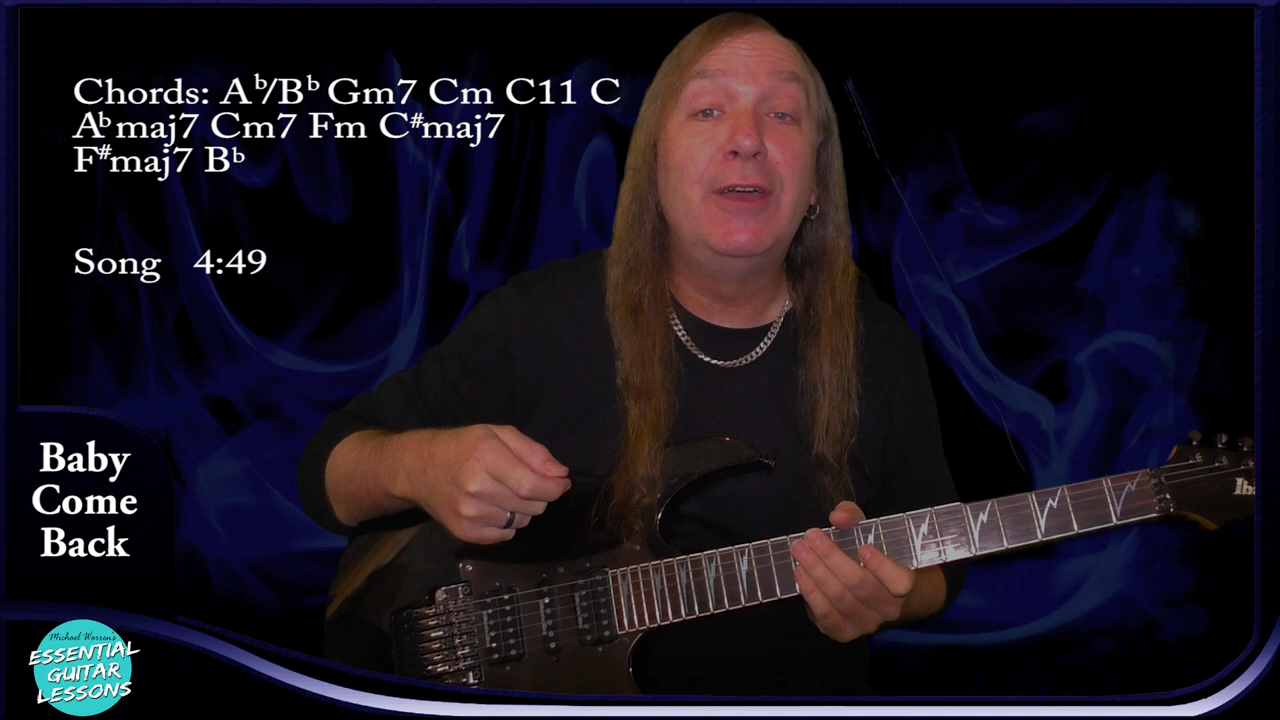 Chords: A♭/B♭ Gm7 Cm C11 C
A♭maj7 Cm7 Fm C#maj7
F#maj7 B♭
Song 4:49
Baby
Come
Back
Michael Warren's
ESSENTIAL
GUITAR
LESSONS